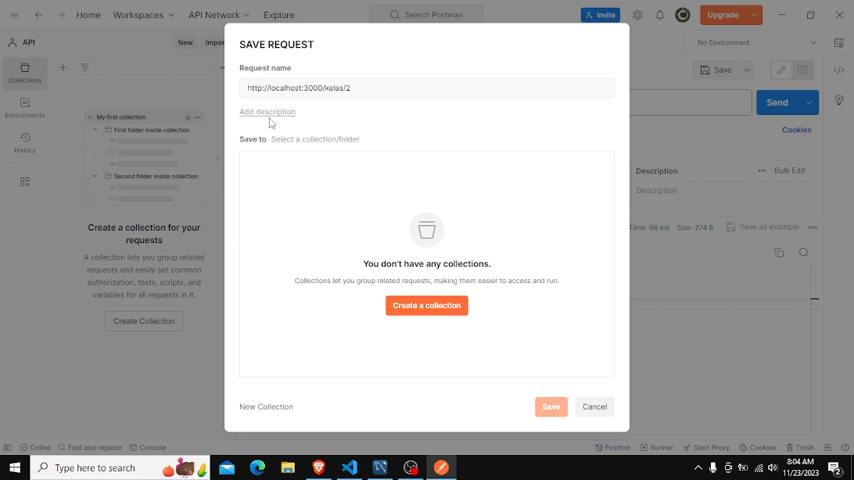 Home Workspaces API Network Explore Search Postman Invite Upgrade
API New Impor No Environment
Collections
Environments
History
My first collection
First folder inside collection
Second folder inside collection
Create a collection for your
requests
A collection lets you group related
requests and easily set common
authorization, tests, scripts, and
variables for all requests in it.
Create Collection
SAVE REQUEST
Request name
http://localhost:3000/kelas/2
Add description
Save to Select a collection/folder
You don't have any collections.
Collections let you group related requests, making them easier to access and run.
Create a collection
New Collection Save Cancel
Save
Send
Cookies
Description Bulk Edit
Description
Time: 66 ms Size: 274 B Save as example
Online Find and replace Console Postbot Runner Start Proxy Cookies Trash
Type here to search
8:04 AM
11/23/2023
2